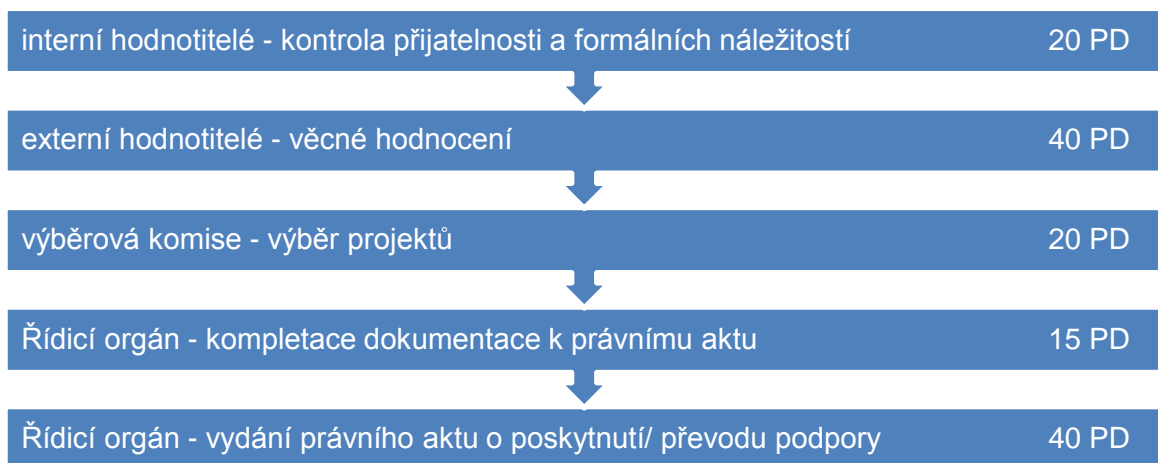 interní hodnotitelé - kontrola přijatelnosti a formálních náležitostí 20 PD
externí hodnotitelé - věcné hodnocení 40 PD
výběrová komise - výběr projektů 20 PD
Řídicí orgán - kompletace dokumentace k právnímu aktu 15 PD
Řídicí orgán - vydání právního aktu o poskytnutí/ převodu podpory 40 PD